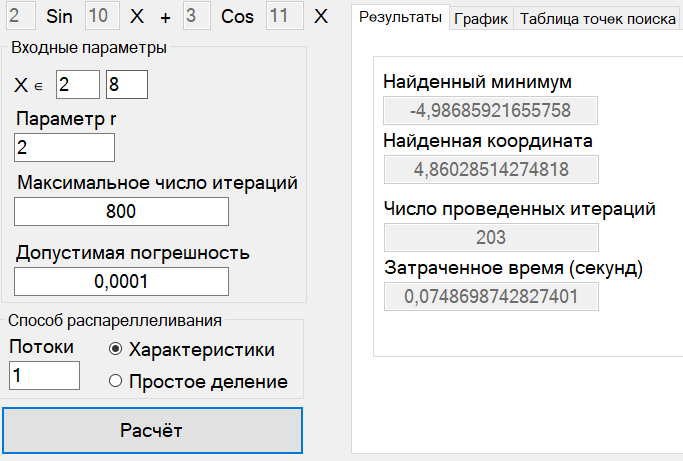 2 Sin 10 X + 3 Cos 11 X
Входные параметры
X ∈ 2 8
Параметр r
2
Максимальное число итераций
800
Допустимая погрешность
0,0001
Способ распареллеливания
Потоки
1
Характеристики
Простое деление
Расчёт
Результаты График Таблица точек поиска
Найденный минимум
-4,98685921655758
Найденная координата
4,86028514274818
Число проведенных итераций
203
Затраченное время (секунд)
0,0748698742827401